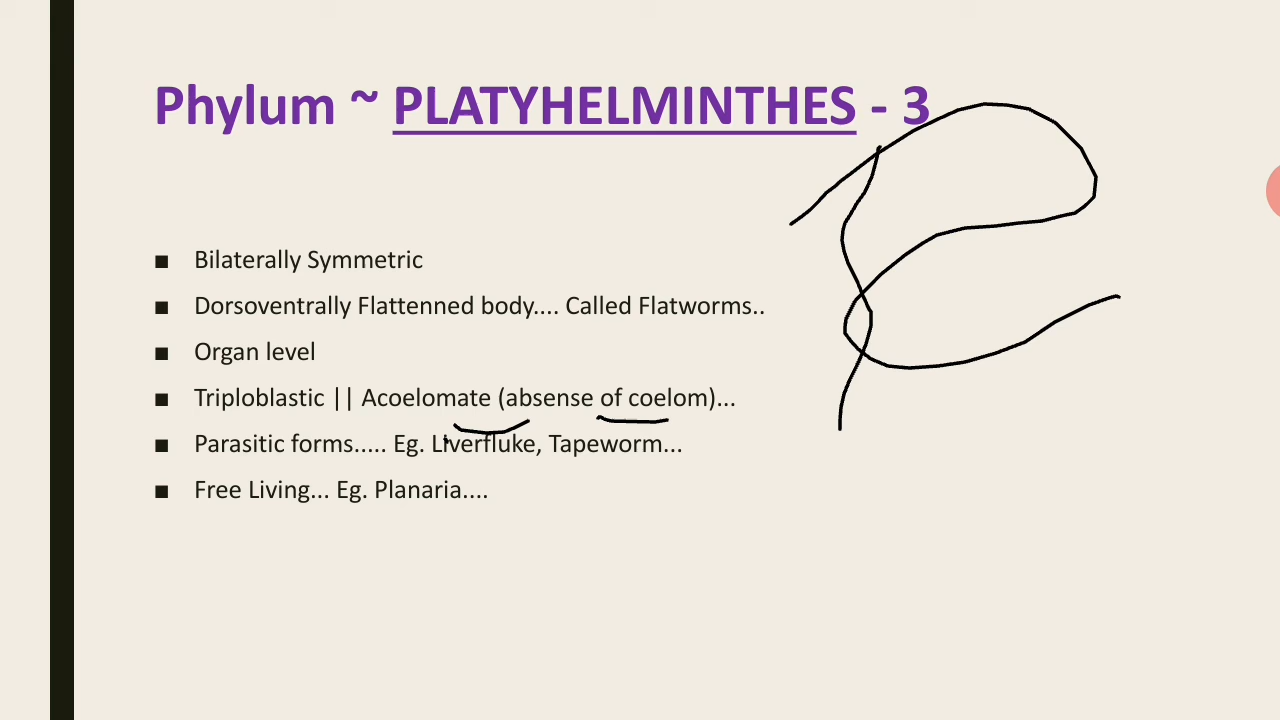 Phylum ~ PLATYHELMINTHES - 3
▪ Bilaterally Symmetric
▪ Dorsoventrally Flattenned body.... Called Flatworms..
▪ Organ level
▪ Triploblastic || Acoelomate (absense of coelom)...
▪ Parasitic forms..... Eg. Liverfluke, Tapeworm...
▪ Free Living... Eg. Planaria....